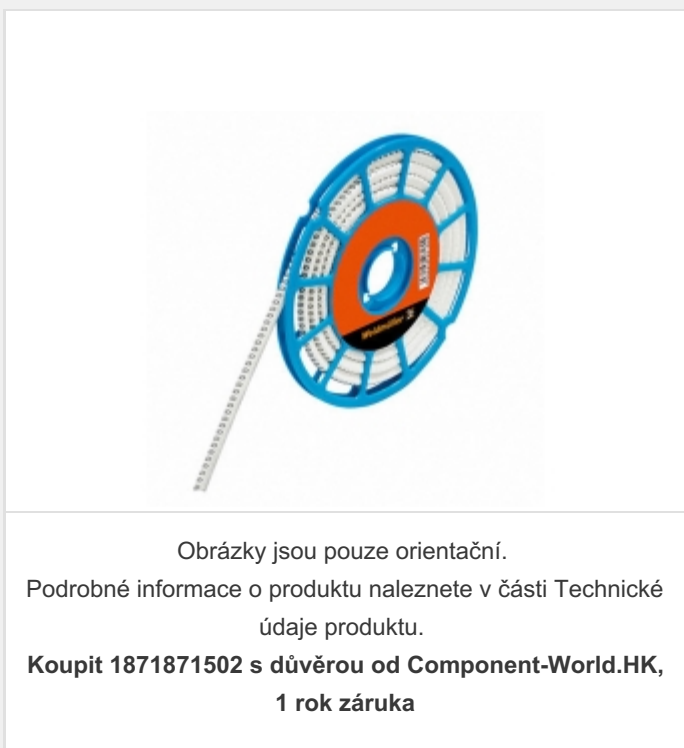 Weidmüller
Obrázky jsou pouze orientační.
Podrobné informace o produktu naleznete v části Technické
údaje produktu.
Koupit 1871871502 s důvěrou od Component-World.HK,
1 rok záruka